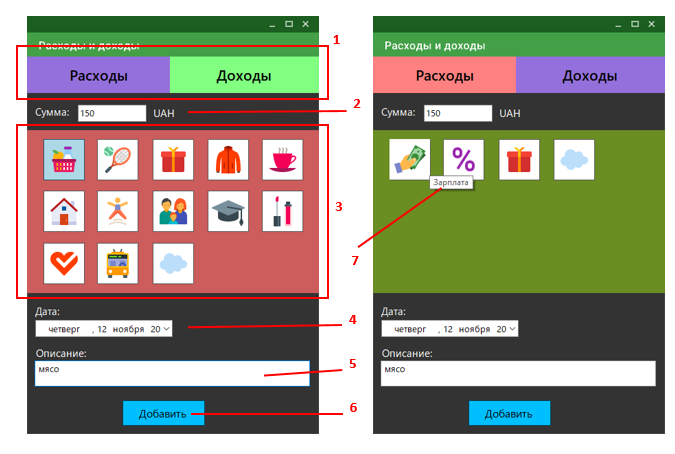 1
Расходы и доходы
Расходы
Доходы
Сумма:
150
UAH
2
3
Дата:
четверг , 12 ноября 20
4
Описание:
мясо
5
Добавить
6
Расходы и доходы
Расходы
Доходы
Сумма:
150
UAH
%
Зарплата
7
Дата:
четверг , 12 ноября 20
Описание:
мясо
Добавить